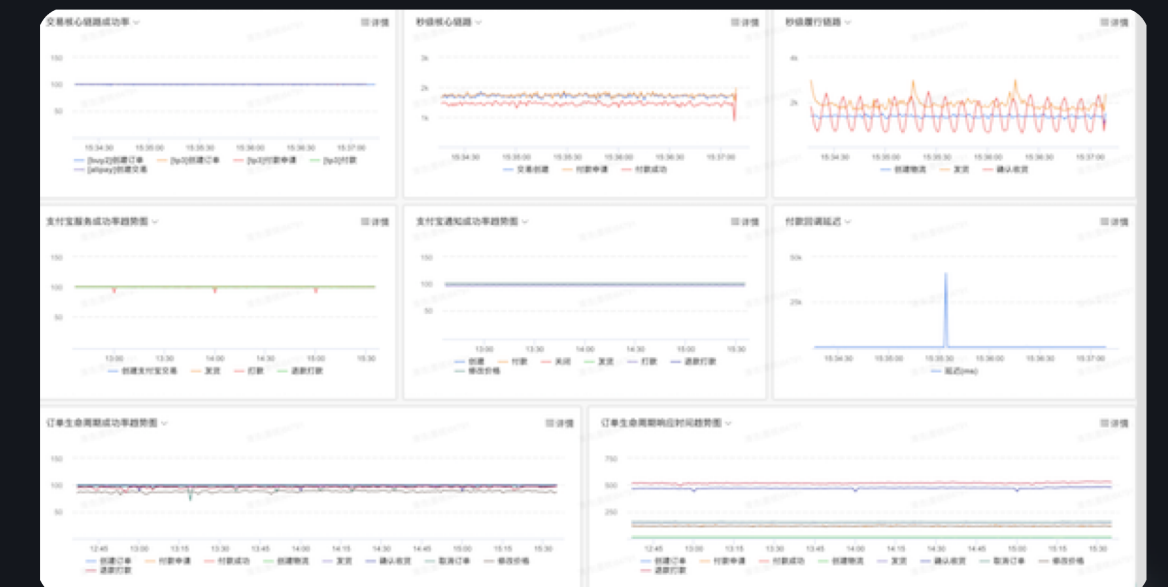 交易核心链路成功率
详情
150
100
50
15:34:30 15:35:00 15:35:30 15:36:00 15:36:30 15:37:00
[buy2]创建订单 [tp3]创建订单 [tp3]付款申请 [tp3]付款
[alipay]创建交易
秒级核心链路
详情
3k
2k
1k
15:34:30 15:35:00 15:35:30 15:36:00 15:36:30 15:37:00
交易创建 付款申请 付款成功
秒级履行链路
详情
4k
2k
15:34:30 15:35:00 15:35:30 15:36:00 15:36:30 15:37:00
创建物流 发货 确认收货
支付宝服务成功率趋势图
详情
150
100
50
13:00 13:30 14:00 14:30 15:00 15:30
创建支付宝交易 发货 打款 退款打款
支付宝通知成功率趋势图
详情
150
100
50
13:00 13:30 14:00 14:30 15:00 15:30
创建 付款 关闭 发货 打款 退款打款
修改价格
付款回调延迟
详情
50k
25k
15:34:30 15:35:00 15:35:30 15:36:00 15:36:30 15:37:00
延迟(ms)
订单生命周期成功率趋势图
详情
150
100
50
12:45 13:00 13:15 13:30 13:45 14:00 14:15 14:30 14:45 15:00 15:15 15:30
创建订单 付款申请 付款成功 创建物流 发货 确认收货 取消订单 修改价格
退款打款
订单生命周期响应时间趋势图
详情
750
500
250
12:45 13:00 13:15 13:30 13:45 14:00 14:15 14:30 14:45 15:00 15:15 15:30
创建订单 付款申请 付款成功 创建物流 发货 确认收货 取消订单 修改价格
退款打款